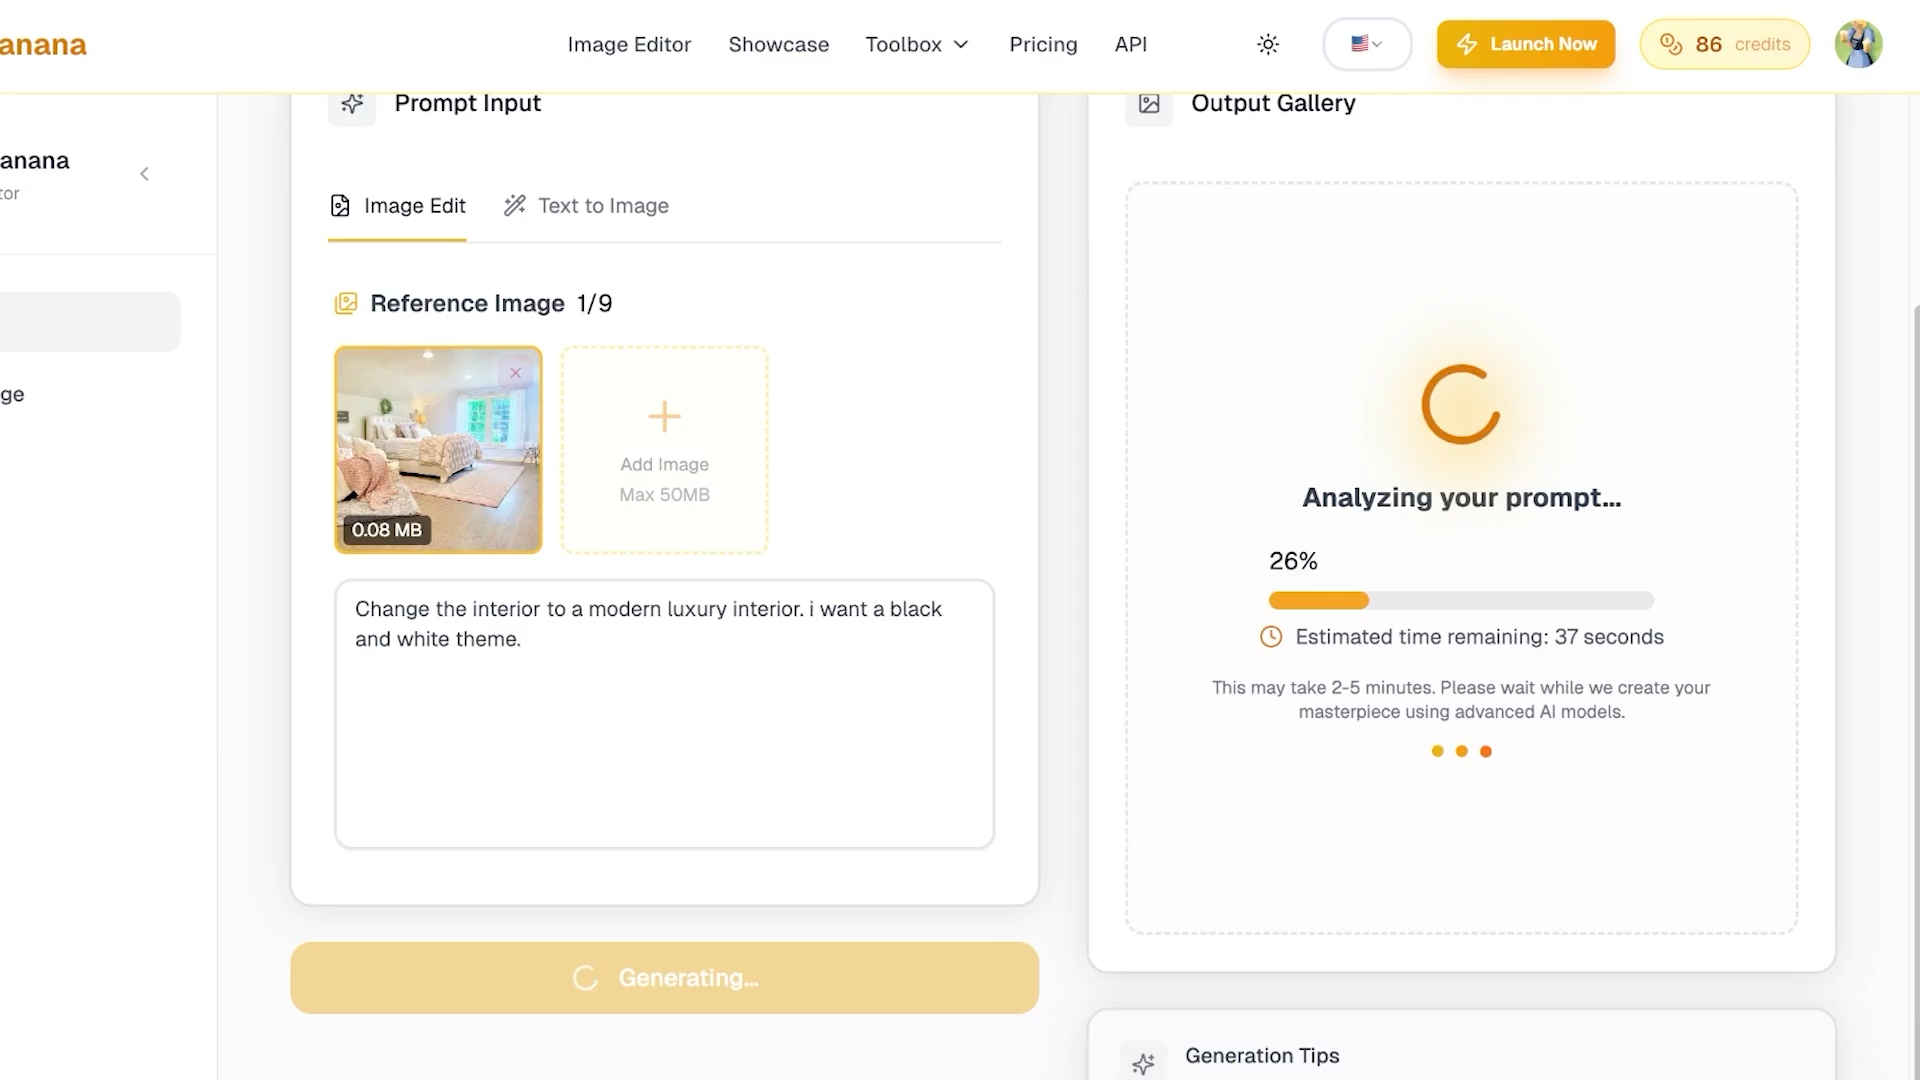 anana
Image Editor
Showcase
Toolbox
Pricing
API
Launch Now
86 credits
anana
tor
ge
Prompt Input
Image Edit
Text to Image
Reference Image 1/9
0.08 MB
Add Image
Max 50MB
Change the interior to a modern luxury interior. i want a black
and white theme.
Generating...
Output Gallery
Analyzing your prompt...
26%
Estimated time remaining: 37 seconds
This may take 2-5 minutes. Please wait while we create your
masterpiece using advanced AI models.
Generation Tips